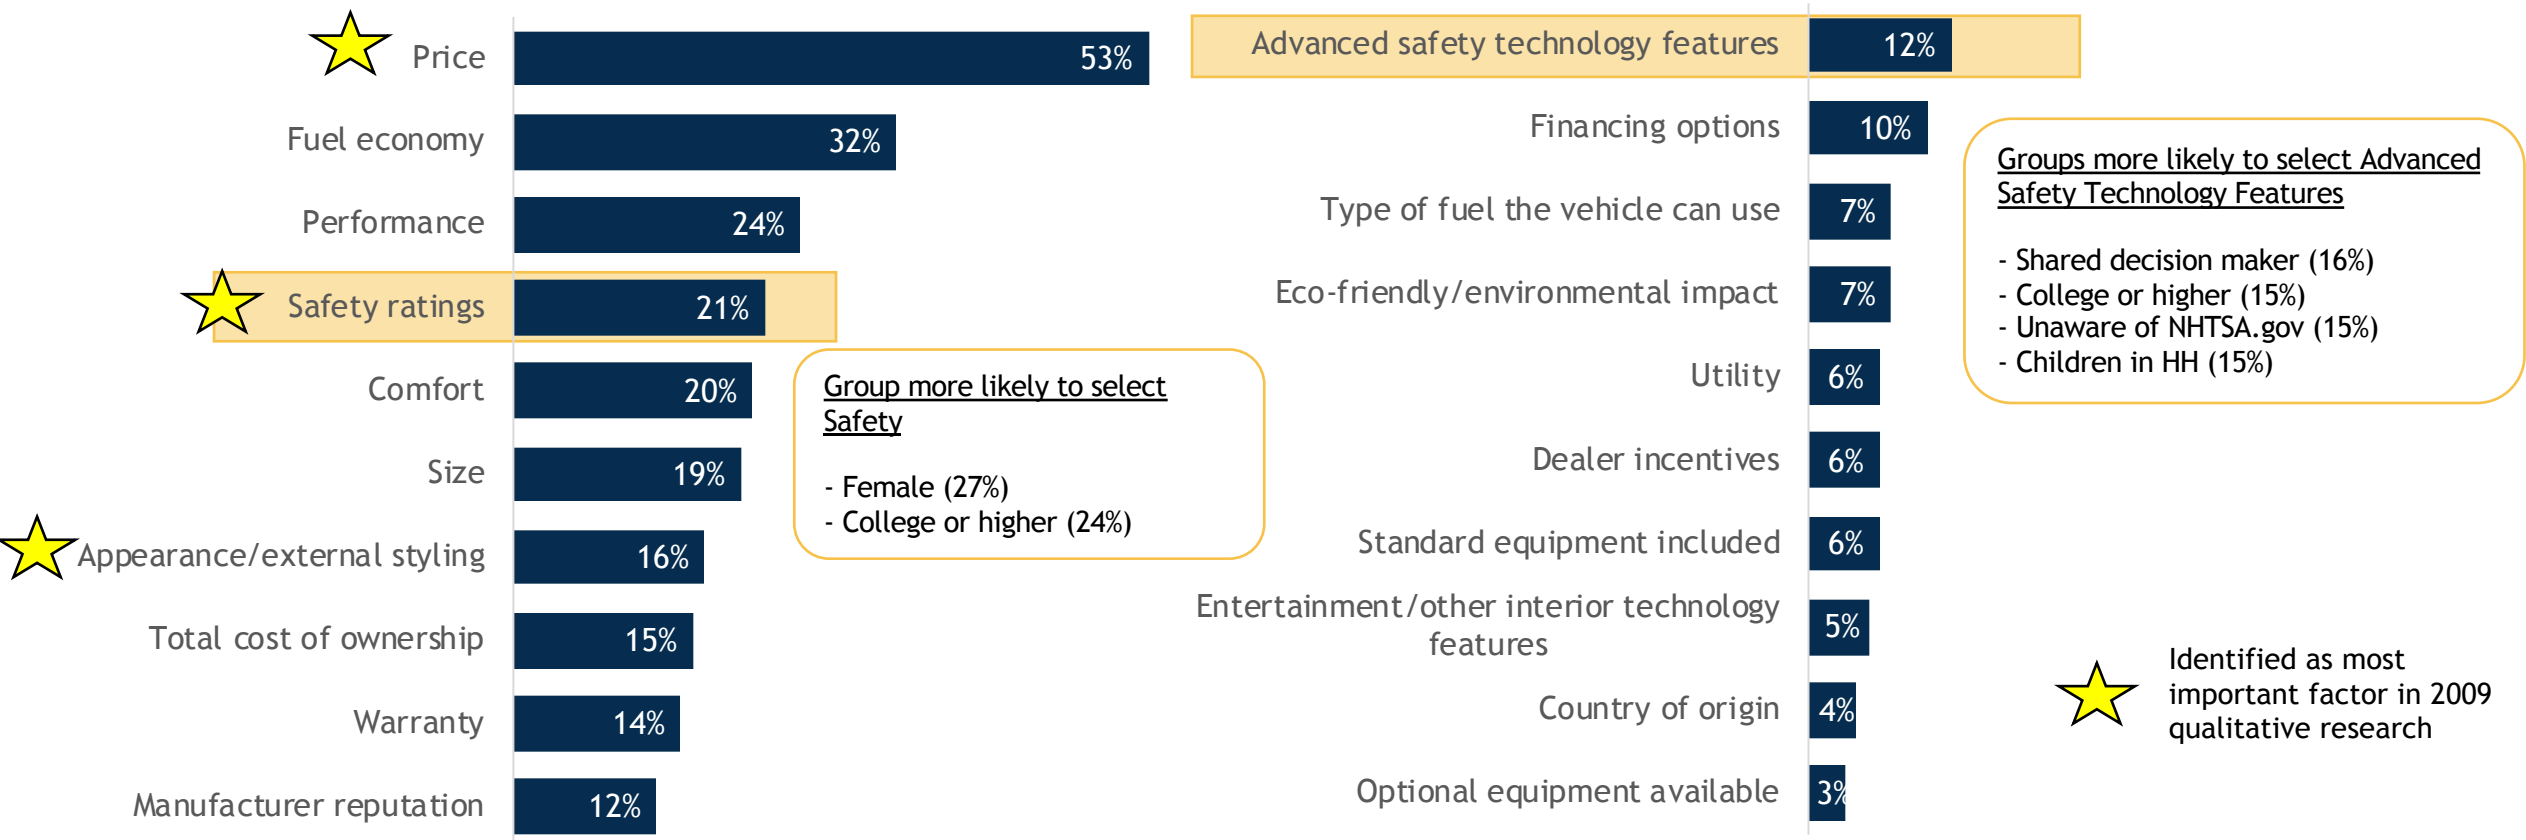 Price 53%
Fuel economy 32%
Performance 24%
Safety ratings 21%
Comfort 20%
Size 19%
Appearance/external styling 16%
Total cost of ownership 15%
Warranty 14%
Manufacturer reputation 12%
Group more likely to select
Safety
- Female (27%)
- College or higher (24%)
Advanced safety technology features 12%
Financing options 10%
Type of fuel the vehicle can use 7%
Eco-friendly/environmental impact 7%
Utility 6%
Dealer incentives 6%
Standard equipment included 6%
Entertainment/other interior technology
features 5%
Country of origin 4%
Optional equipment available 3%
Groups more likely to select Advanced
Safety Technology Features
- Shared decision maker (16%)
- College or higher (15%)
- Unaware of NHTSA.gov (15%)
- Children in HH (15%)
Identified as most
important factor in 2009
qualitative research